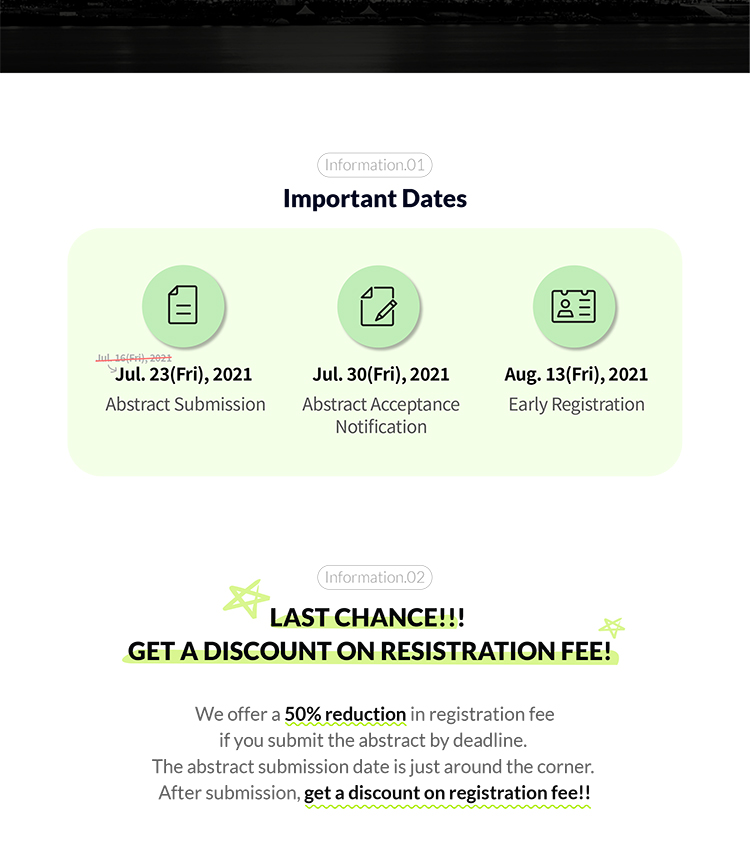 Information.01
Important Dates
Jul. 16(Fri), 2021
Jul. 23(Fri), 2021
Abstract Submission
Jul. 30(Fri), 2021
Abstract Acceptance
Notification
Aug. 13(Fri), 2021
Early Registration
Information.02
LAST CHANCE!!!
GET A DISCOUNT ON RESISTRATION FEE!
We offer a 50% reduction in registration fee
if you submit the abstract by deadline.
The abstract submission date is just around the corner.
After submission, get a discount on registration fee!!